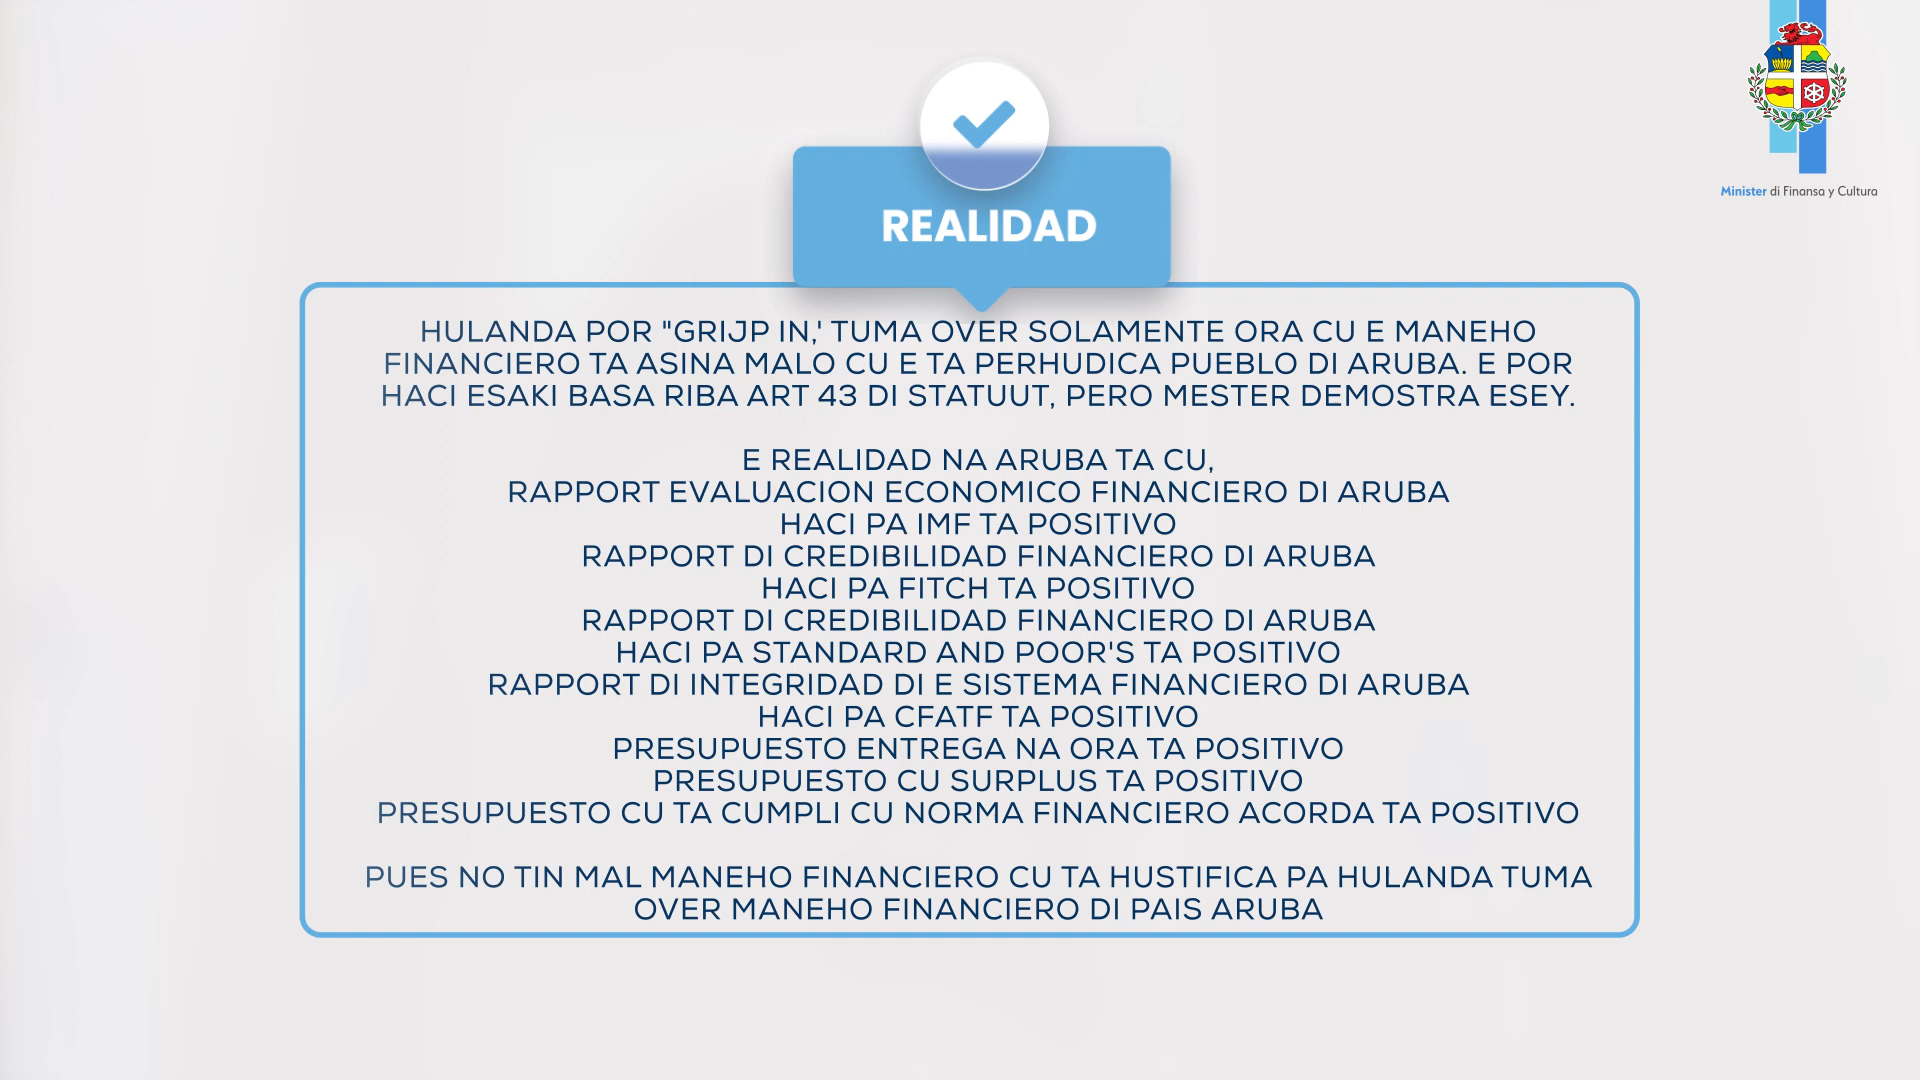 Minister di Finansa y Cultura
REALIDAD
HULANDA POR "GRIJP IN,' TUMA OVER SOLAMENTE ORA CU E MANEHO
FINANCIERO TA ASINA MALO CU E TA PERHUDICA PUEBLO DI ARUBA. E POR
HACI ESAKI BASA RIBA ART 43 DI STATUUT, PERO MESTER DEMOSTRA ESEY.
E REALIDAD NA ARUBA TA CU,
RAPPORT EVALUACION ECONOMICO FINANCIERO DI ARUBA
HACI PA IMF TA POSITIVO
RAPPORT DI CREDIBILIDAD FINANCIERO DI ARUBA
HACI PA FITCH TA POSITIVO
RAPPORT DI CREDIBILIDAD FINANCIERO DI ARUBA
HACI PA STANDARD AND POOR'S TA POSITIVO
RAPPORT DI INTEGRIDAD DI E SISTEMA FINANCIERO DI ARUBA
HACI PA CFATF TA POSITIVO
PRESUPUESTO ENTREGA NA ORA TA POSITIVO
PRESUPUESTO CU SURPLUS TA POSITIVO
PRESUPUESTO CU TA CUMPLI CU NORMA FINANCIERO ACORDA TA POSITIVO
PUES NO TIN MAL MANEHO FINANCIERO CU TA HUSTIFICA PA HULANDA TUMA
OVER MANEHO FINANCIERO DI PAIS ARUBA